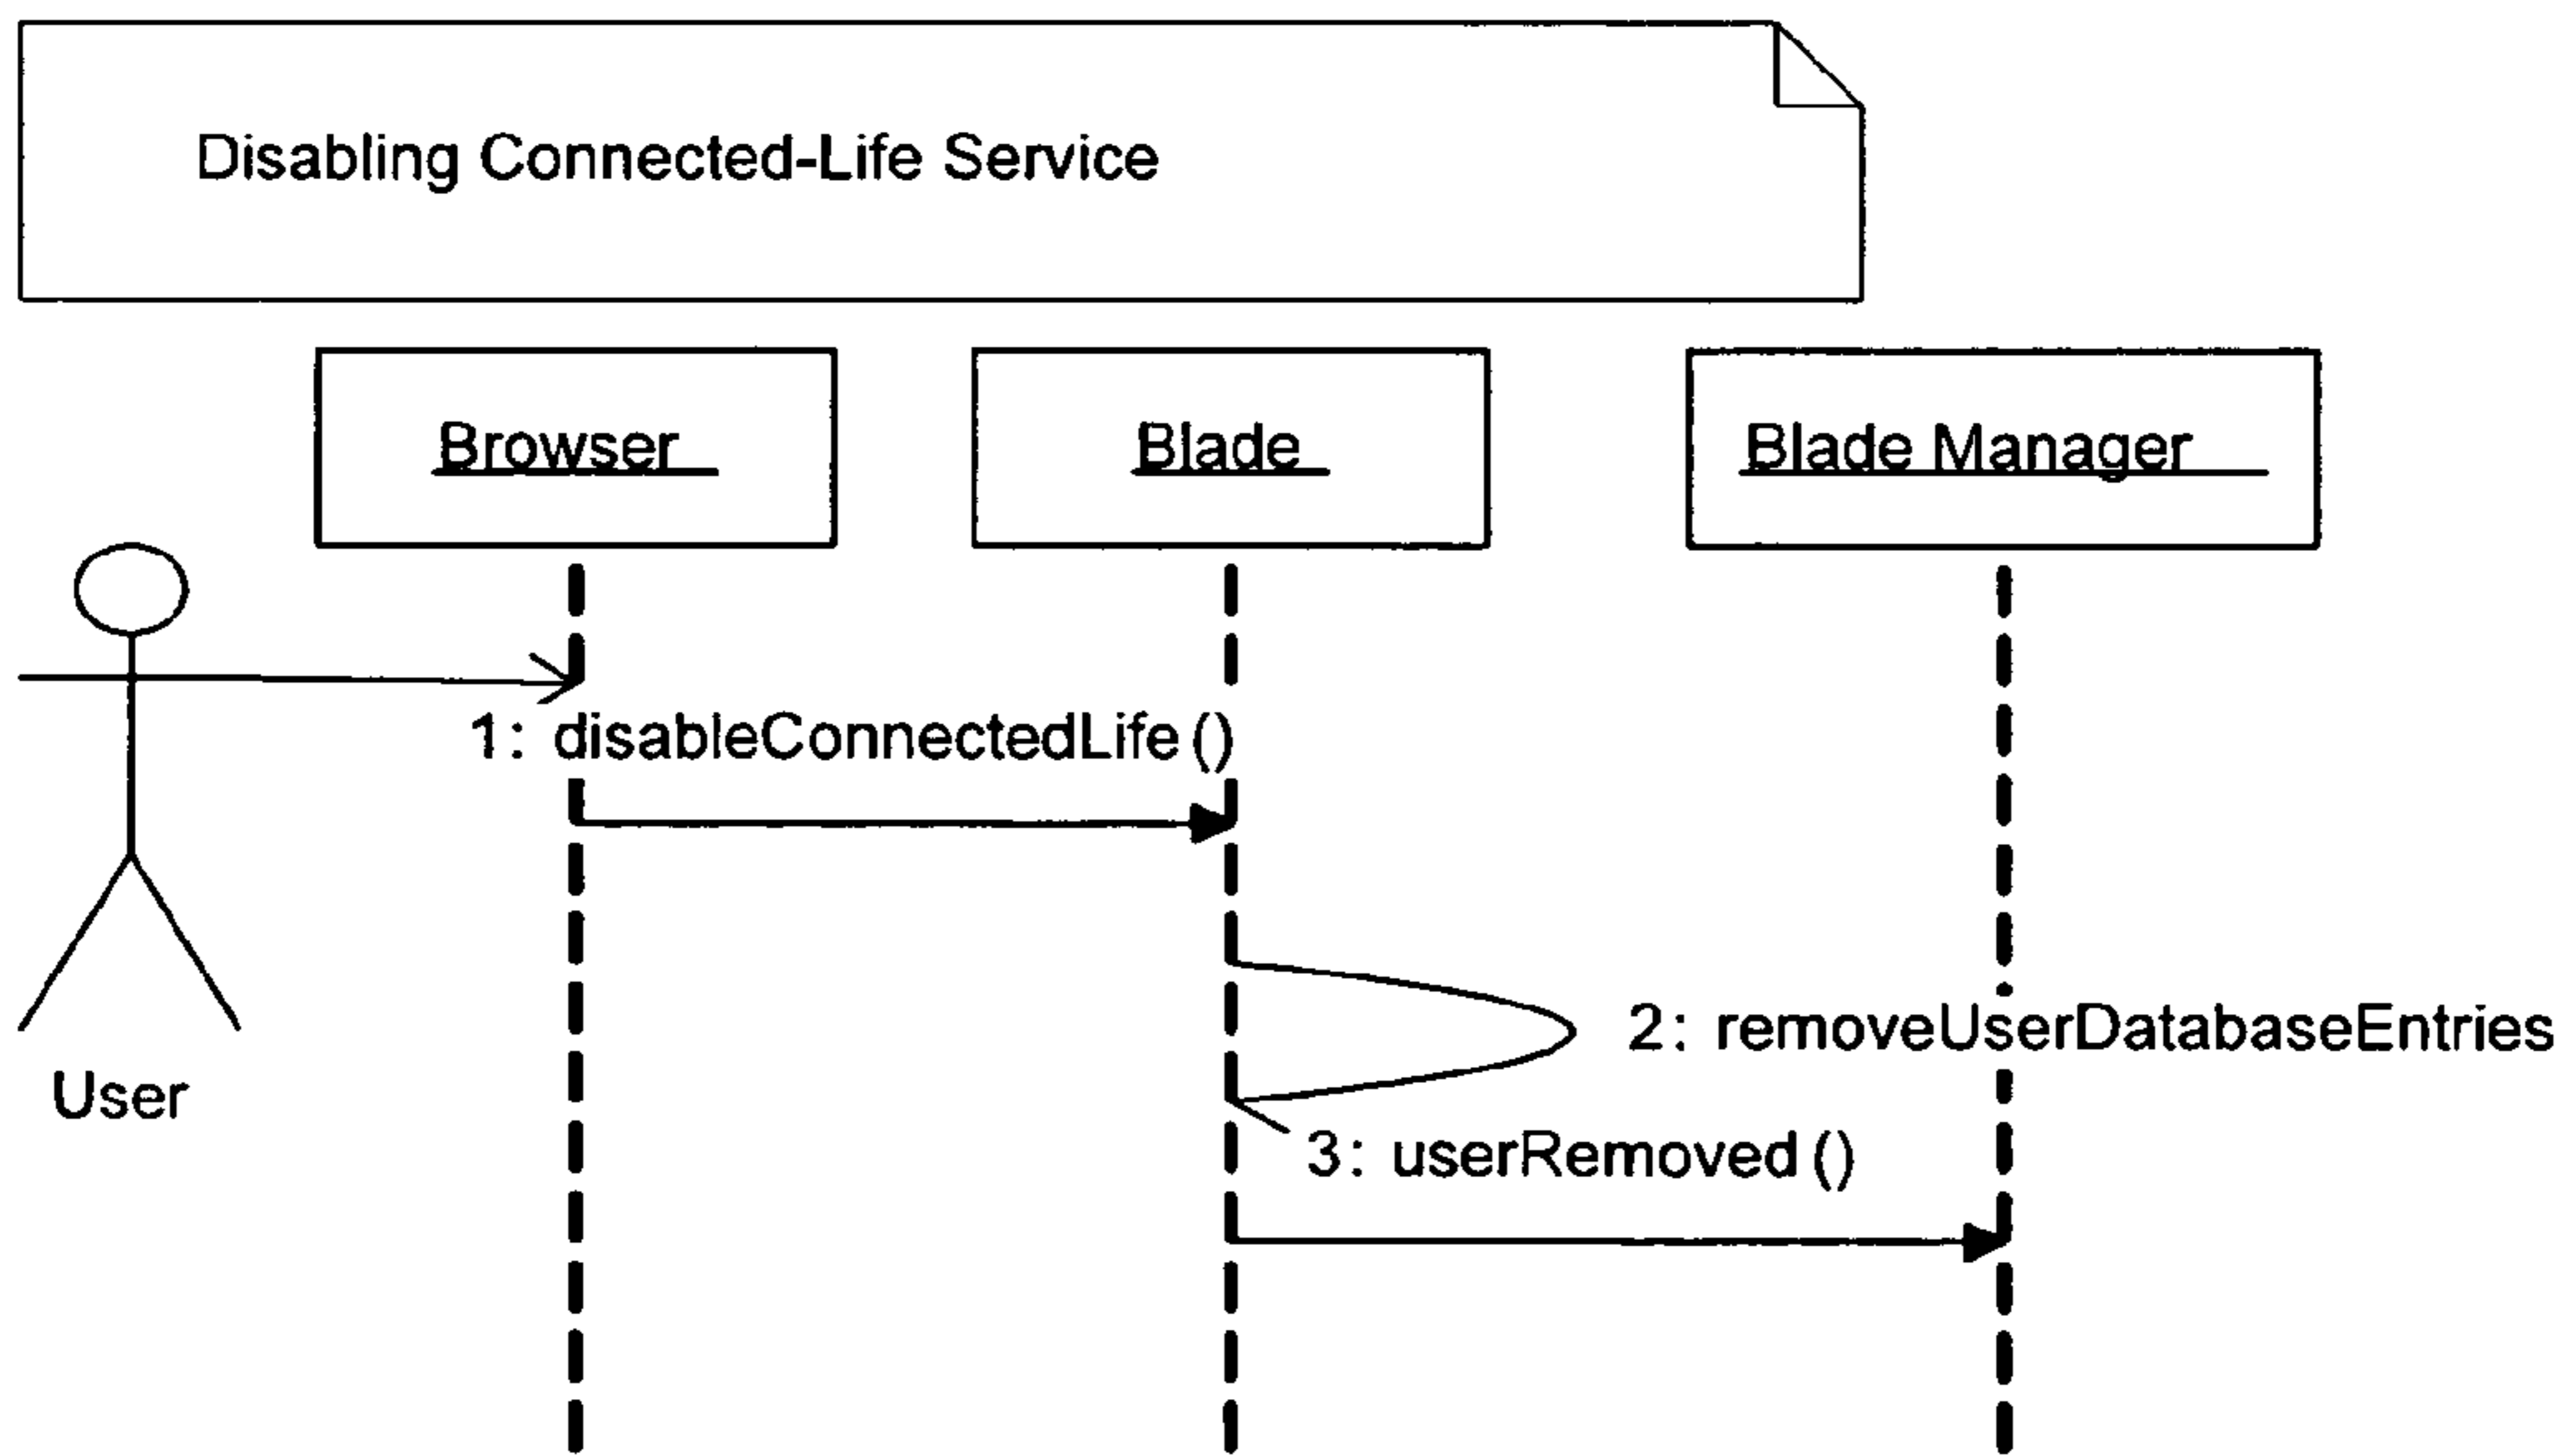 Disabling Connected-Life Service
Browser
Blade
Blade Manager
1: disableConnectedLife()
2: removeUserDatabaseEntries
User
3: userRemoved()